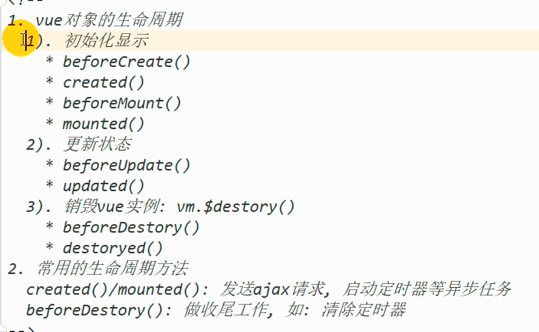 1. vue对象的生命周期
1). 初始化显示
* beforeCreate()
* created()
* beforeMount()
* mounted()
2). 更新状态
* beforeUpdate()
* updated()
3). 销毁vue实例: vm.$destory()
* beforeDestory()
* destoryed()
2. 常用的生命周期方法
created()/mounted(): 发送ajax请求, 启动定时器等异步任务
beforeDestory(): 做收尾工作, 如: 清除定时器